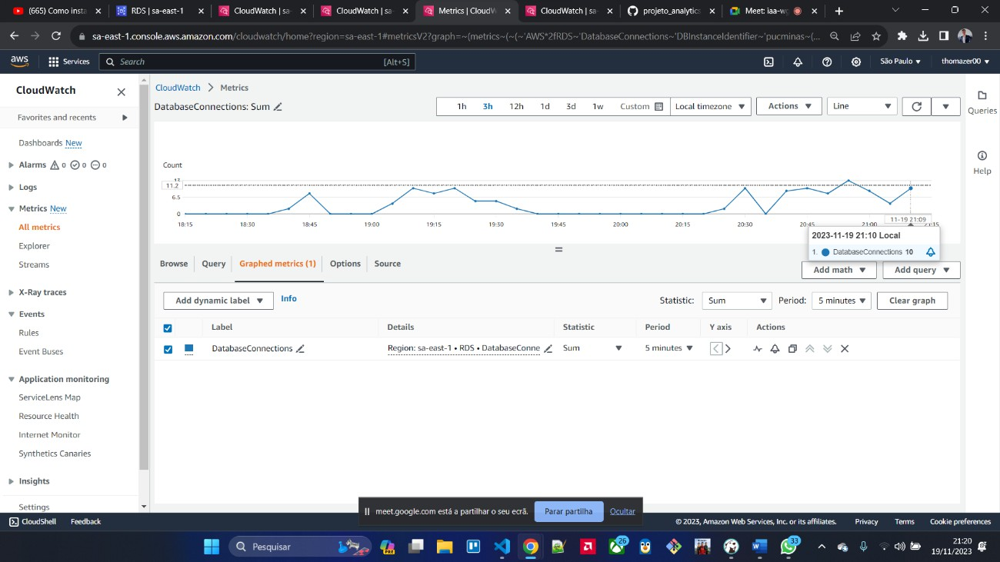 (665) Como insta
RDS | sa-east-1
CloudWatch | sa-
CloudWatch | sa-
Metrics | CloudW
CloudWatch | sa-
projeto_analytics
Meet: iaa-w
sa-east-1.console.aws.amazon.com/cloudwatch/home?region=sa-east-1#metricsV2?graph=~(metrics~(~(~'AWS*2fRDS~'DatabaseConnections~'DBInstanceIdentifier~'pucminas~(...
aws
Services
Search
[Alt+S]
São Paulo
thomazer00
CloudWatch
Favorites and recents
Dashboards New
Alarms 0 0 0
Logs
Metrics New
All metrics
Explorer
Streams
X-Ray traces
Events
Rules
Event Buses
Application monitoring
ServiceLens Map
Resource Health
Internet Monitor
Synthetics Canaries
Insights
Settings
CloudWatch > Metrics
DatabaseConnections: Sum
1h 3h 12h 1d 3d 1w Custom Local timezone Actions Line
Queries
Help
Count
13
11.2
6.5
0
18:15 18:30 18:45 19:00 19:15 19:30 19:45 20:00 20:15 20:30 20:45 21:00 21:15
11-19 21:09
2023-11-19 21:10 Local
1. DatabaseConnections 10
Browse Query Graphed metrics (1) Options Source
Add math Add query
Add dynamic label Info
Statistic: Sum Period: 5 minutes Clear graph
Label Details Statistic Period Y axis Actions
DatabaseConnections Region: sa-east-1 • RDS • DatabaseConne Sum 5 minutes
meet.google.com está a partilhar o seu ecrã. Parar partilha Ocultar
CloudShell Feedback
© 2023, Amazon Web Services, Inc. or its affiliates. Privacy Terms Cookie preferences
Pesquisar
PRE
26
33
21:20
19/11/2023